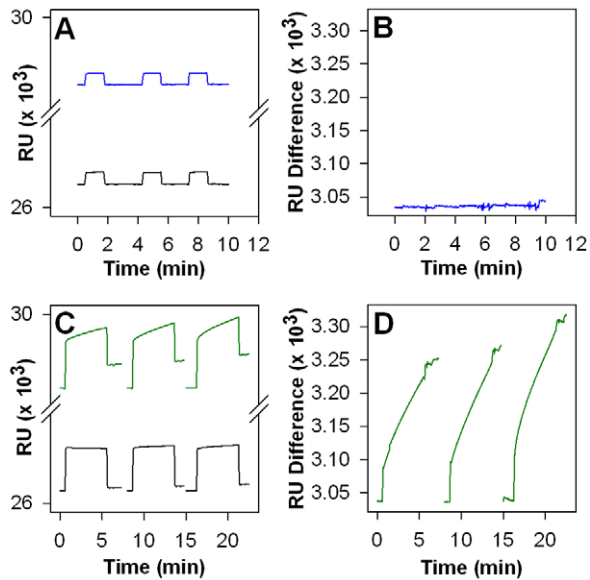 A
30
26
RU (x 10³)
0 2 4 6 8 10 12
Time (min)
B
3.30
3.25
3.20
3.15
3.10
3.05
RU Difference (x 10³)
0 2 4 6 8 10 12
Time (min)
C
30
26
RU (x 10³)
0 5 10 15 20
Time (min)
D
3.30
3.25
3.20
3.15
3.10
3.05
RU Difference (x 10³)
0 5 10 15 20
Time (min)